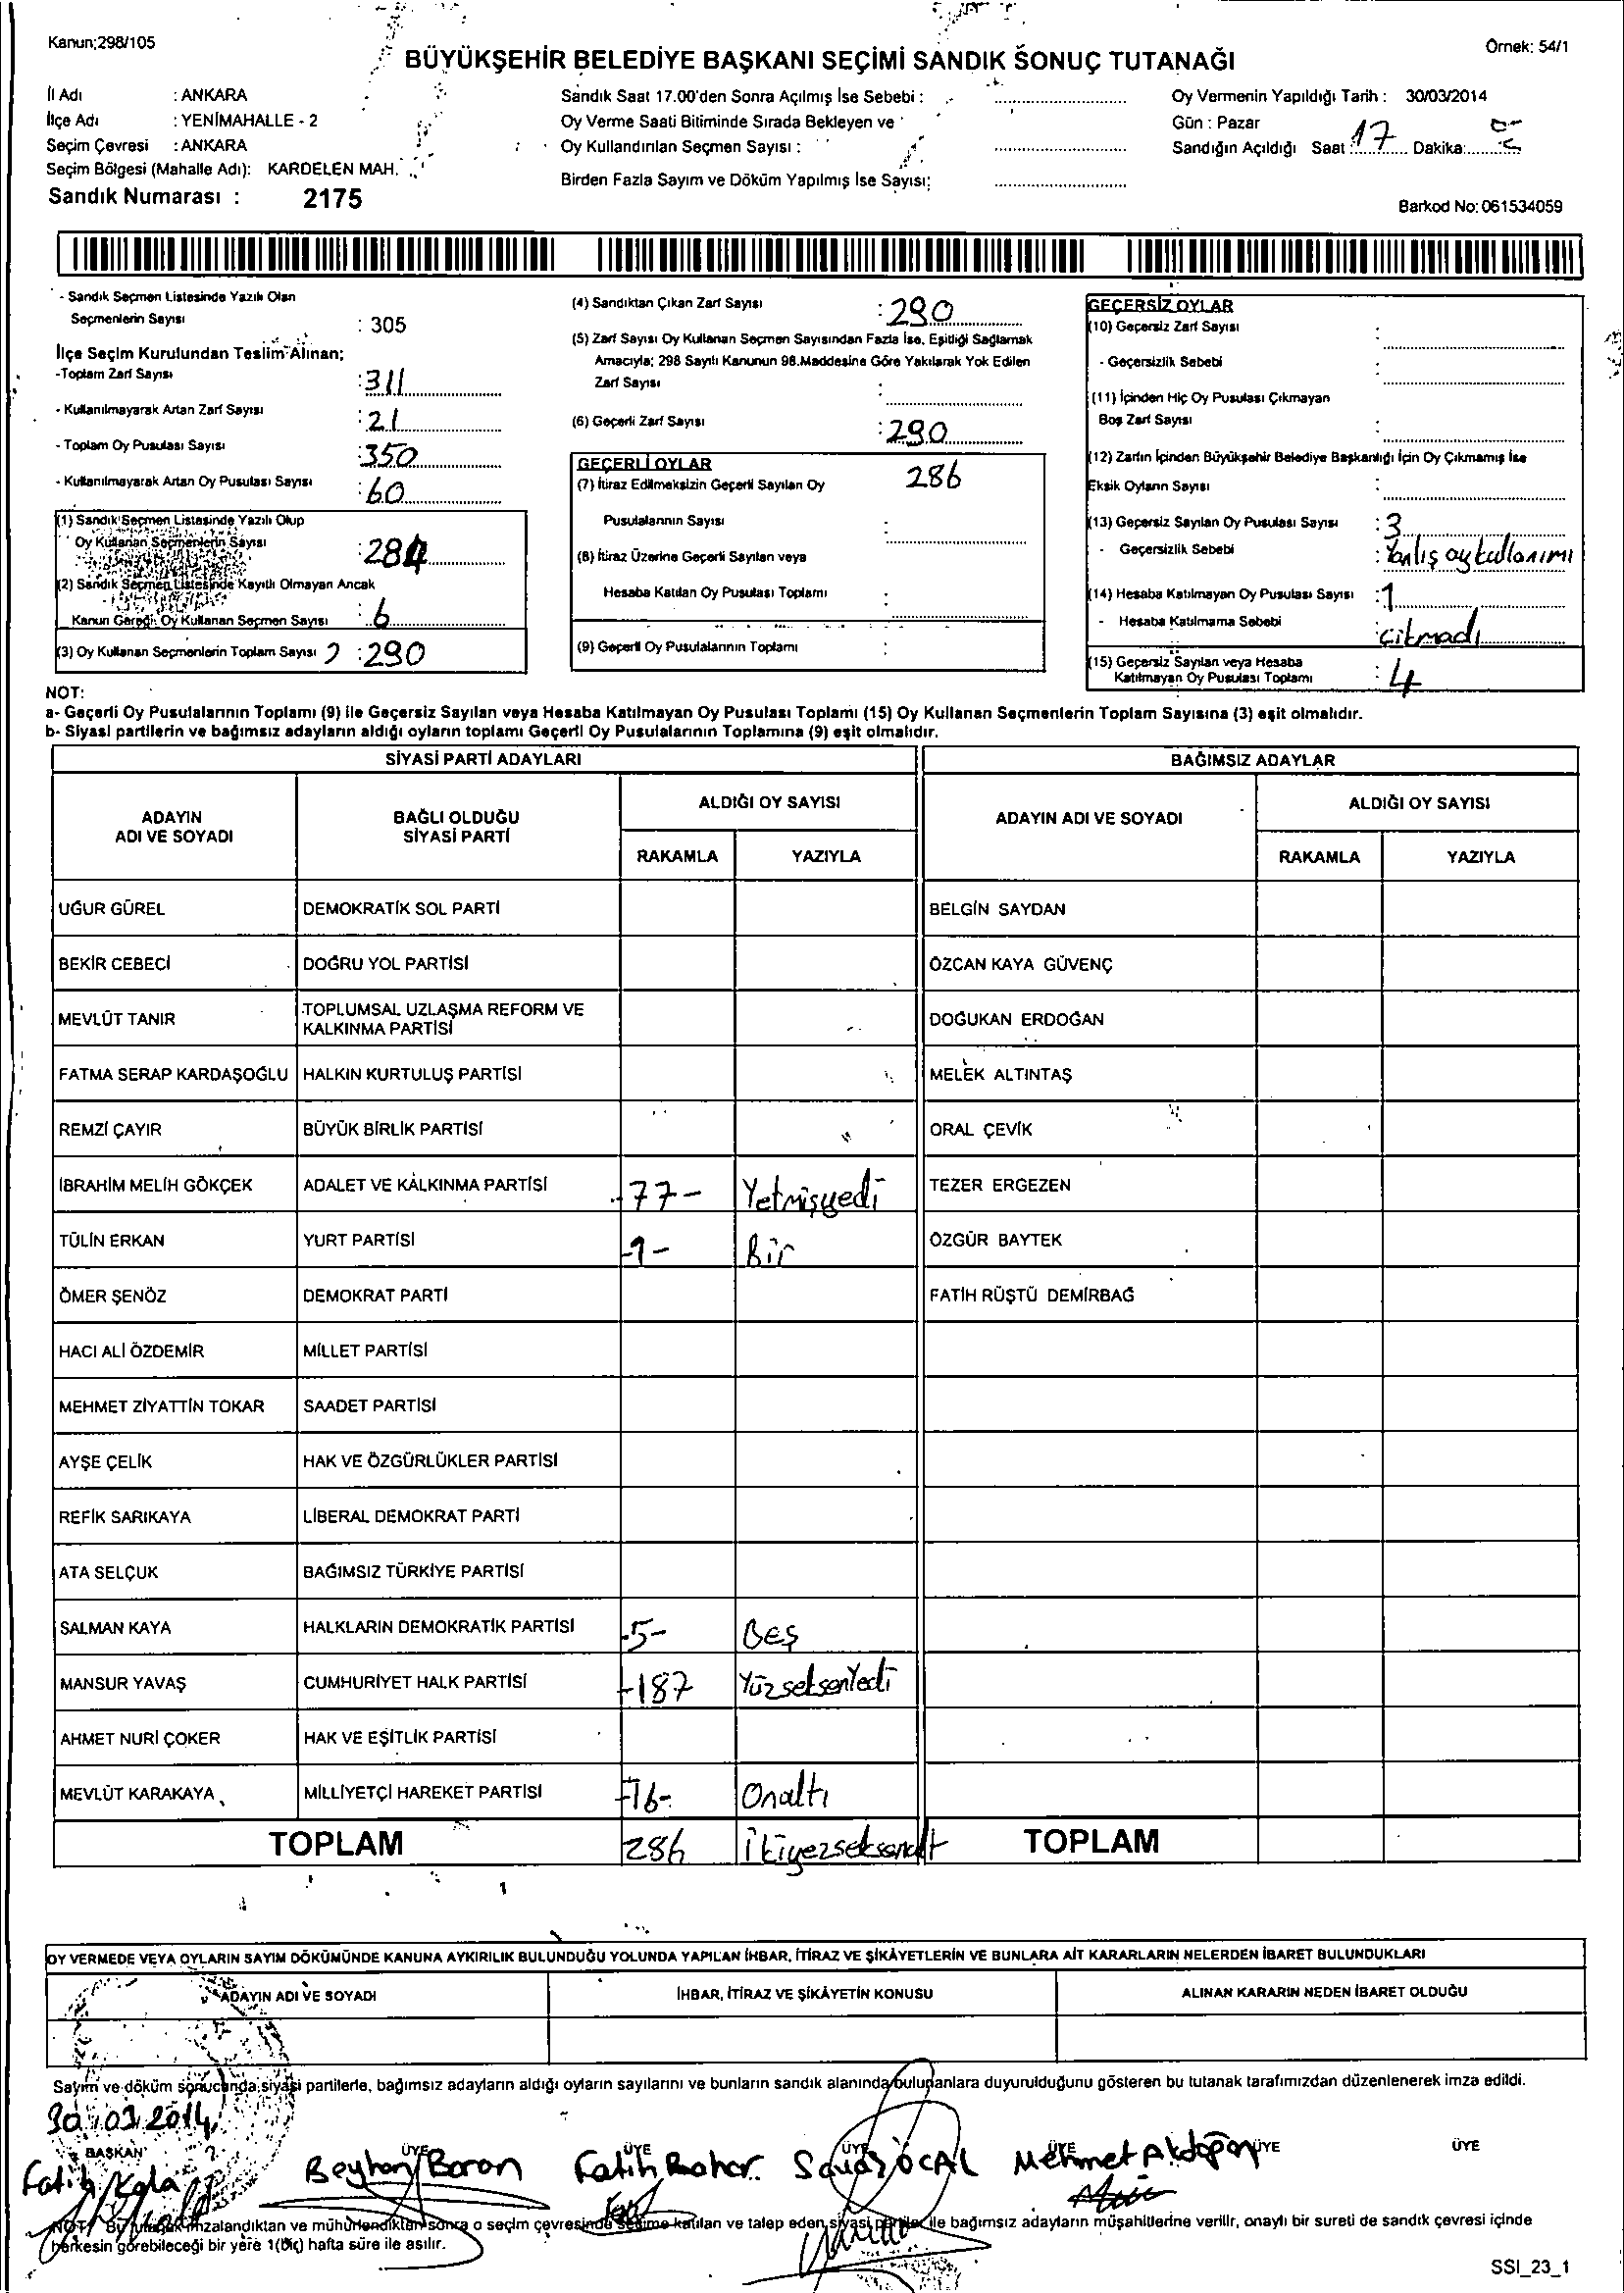 Kanun;298/105
Örnek: 54/1
BÜYÜKŞEHİR BELEDİYE BAŞKANI SEÇİMİ SANDIK SONUÇ TUTANAĞI
İl Adı : ANKARA
İlçe Adı : YENİMAHALLE - 2
Seçim Çevresi : ANKARA
Seçim Bölgesi (Mahalle Adı): KARDELEN MAH.
Sandık Numarası : 2175
Sandık Saat 17.00'den Sonra Açılmış İse Sebebi :
Oy Verme Saati Bitiminde Sırada Bekleyen ve
Oy Kullandırılan Seçmen Sayısı :
Birden Fazla Sayım ve Döküm Yapılmış İse Sayısı:
Oy Vermenin Yapıldığı Tarih : 30/03/2014
Gün : Pazar
Sandığın Açıldığı Saat : 17 Dakika:
Barkod No: 061534059
- Sandık Seçmen Listesinde Yazılı Olan
Seçmenlerin Sayısı : 305
İlçe Seçim Kurulundan Teslim Alınan;
-Toplam Zarf Sayısı :311
- Kullanılmayarak Artan Zarf Sayısı :21
- Toplam Oy Pusulası Sayısı :350
- Kullanılmayarak Artan Oy Pusulası Sayısı :60
(1) Sandık Seçmen Listesinde Yazılı Olup
Oy Kullanan Seçmenlerin Sayısı :284
(2) Sandık Seçmen Listesinde Kayıtlı Olmayan Ancak
Kanun Gereği Oy Kullanan Seçmen Sayısı :6
(3) Oy Kullanan Seçmenlerin Toplam Sayısı :290
(4) Sandıktan Çıkan Zarf Sayısı :290
(5) Zarf Sayısı Oy Kullanan Seçmen Sayısından Fazla İse, Eşitliği Sağlamak
Amacıyla; 298 Sayılı Kanunun 98.Maddesine Göre Yakılarak Yok Edilen
Zarf Sayısı :
(6) Geçerli Zarf Sayısı :290
GEÇERLİ OYLAR
(7) İtiraz Edilmeksizin Geçerli Sayılan Oy 286
Pusulalarının Sayısı :
(8) İtiraz Üzerine Geçerli Sayılan veya
Hesaba Katılan Oy Pusulası Toplamı :
(9) Geçerli Oy Pusulalarının Toplamı :
GEÇERSİZ OYLAR
(10) Geçersiz Zarf Sayısı :
- Geçersizlik Sebebi :
(11) İçinden Hiç Oy Pusulası Çıkmayan
Boş Zarf Sayısı :
(12) Zarfın İçinden Büyükşehir Belediye Başkanlığı İçin Oy Çıkmamış İse
Eksik Oyların Sayısı :
(13) Geçersiz Sayılan Oy Pusulası Sayısı :3
- Geçersizlik Sebebi : Yanlış oy kullanımı
(14) Hesaba Katılmayan Oy Pusulası Sayısı :1
- Hesaba Katılmama Sebebi :çıkmadı
(15) Geçersiz Sayılan veya Hesaba
Katılmayan Oy Pusulası Toplamı : 4
NOT:
a- Geçerli Oy Pusulalarının Toplamı (9) ile Geçersiz Sayılan veya Hesaba Katılmayan Oy Pusulası Toplamı (15) Oy Kullanan Seçmenlerin Toplam Sayısına (3) eşit olmalıdır.
b- Siyasi partilerin ve bağımsız adayların aldığı oyların toplamı Geçerli Oy Pusulalarının Toplamına (9) eşit olmalıdır.
SİYASİ PARTİ ADAYLARI BAĞIMSIZ ADAYLAR
ADAYIN ADI VE SOYADI BAĞLI OLDUĞU SİYASİ PARTİ ALDIĞI OY SAYISI ADAYIN ADI VE SOYADI ALDIĞI OY SAYISI
RAKAMLA YAZIYLA RAKAMLA YAZIYLA
UĞUR GÜREL DEMOKRATİK SOL PARTİ BELGİN SAYDAN
BEKİR CEBECİ DOĞRU YOL PARTİSİ ÖZCAN KAYA GÜVENÇ
MEVLÜT TANIR TOPLUMSAL UZLAŞMA REFORM VE KALKINMA PARTİSİ DOĞUKAN ERDOĞAN
FATMA SERAP KARDAŞOĞLU HALKIN KURTULUŞ PARTİSİ MELEK ALTINTAŞ
REMZİ ÇAYIR BÜYÜK BİRLİK PARTİSİ ORAL ÇEVİK
İBRAHİM MELİH GÖKÇEK ADALET VE KALKINMA PARTİSİ -77- Yetmişyedi TEZER ERGEZEN
TÜLİN ERKAN YURT PARTİSİ -1- Bir ÖZGÜR BAYTEK
ÖMER ŞENÖZ DEMOKRAT PARTİ FATİH RÜŞTÜ DEMİRBAĞ
HACI ALİ ÖZDEMİR MİLLET PARTİSİ
MEHMET ZİYATTİN TOKAR SAADET PARTİSİ
AYŞE ÇELİK HAK VE ÖZGÜRLÜKLER PARTİSİ
REFİK SARIKAYA LİBERAL DEMOKRAT PARTİ
ATA SELÇUK BAĞIMSIZ TÜRKİYE PARTİSİ
SALMAN KAYA HALKLARIN DEMOKRATİK PARTİSİ -5- Beş
MANSUR YAVAŞ CUMHURİYET HALK PARTİSİ -187 YüzseksenYedi
AHMET NURİ ÇOKER HAK VE EŞİTLİK PARTİSİ
MEVLÜT KARAKAYA MİLLİYETÇİ HAREKET PARTİSİ -16- Onaltı
TOPLAM 286 İkiyezseksenalt TOPLAM
OY VERMEDE VEYA OYLARIN SAYIM DÖKÜMÜNDE KANUNA AYKIRILIK BULUNDUĞU YOLUNDA YAPILAN İHBAR, İTİRAZ VE ŞİKÂYETLERİN VE BUNLARA AİT KARARLARIN NELERDEN İBARET BULUNDUKLARI
ADAYIN ADI VE SOYADI İHBAR, İTİRAZ VE ŞİKÂYETİN KONUSU ALINAN KARARIN NEDEN İBARET OLDUĞU
Sayım ve döküm sonucunda siyasi partilerle, bağımsız adayların aldığı oyların sayılarını ve bunların sandık alanında bulunanlara duyurulduğunu gösteren bu tutanak tarafımızdan düzenlenerek imza edildi.
30.03.2014
BAŞKAN ÜYE ÜYE ÜYE ÜYE ÜYE ÜYE
Fatih Kala Beyhan Baran Fatih Bahar Savaş ÖCAL Mehmet Akdoğan
NOT: Bu tutanak imzalandıktan ve mühürlendikten sonra o seçim çevresinde seçime katılan ve talep eden siyasi partiler ile bağımsız adayların müşahitlerine verilir, onaylı bir sureti de sandık çevresi içinde
herkesin görebileceği bir yere 1(bir) hafta süre ile asılır.
SSI_23_1